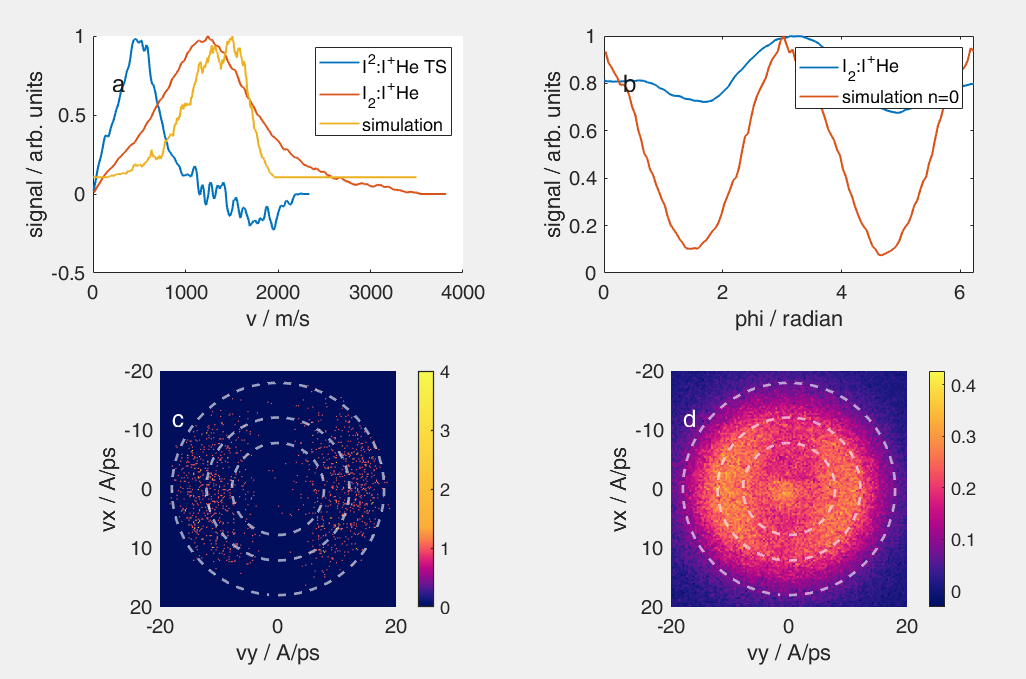 1
0.5
0
-0.5
signal / arb. units
a
I²:I⁺He TS
I₂:I⁺He
simulation
0 1000 2000 3000 4000
v / m/s
1
0.8
0.6
0.4
0.2
0
signal / arb. units
b
I₂:I⁺He
simulation n=0
0 2 4 6
phi / radian
-20
-10
0
10
20
vx / A/ps
c
-20 0 20
vy / A/ps
4
3
2
1
0
-20
-10
0
10
20
vx / A/ps
d
-20 0 20
vy / A/ps
0.4
0.3
0.2
0.1
0